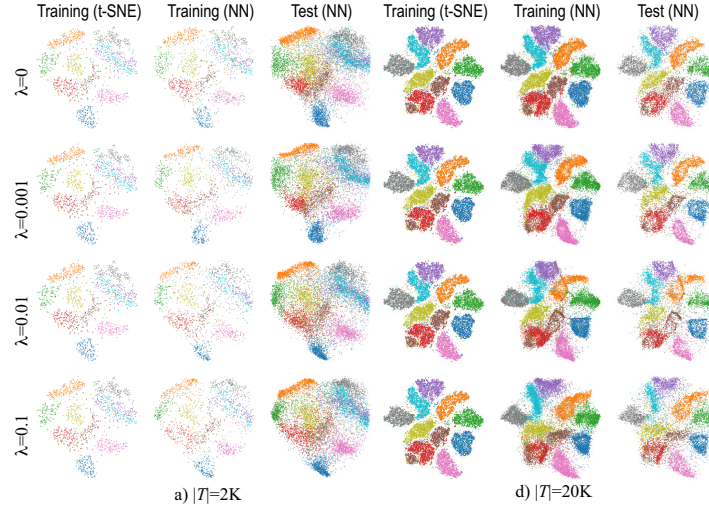 Training (t-SNE) Training (NN) Test (NN) Training (t-SNE) Training (NN) Test (NN)
λ=0
λ=0.001
λ=0.01
λ=0.1
a) |T|=2K d) |T|=20K